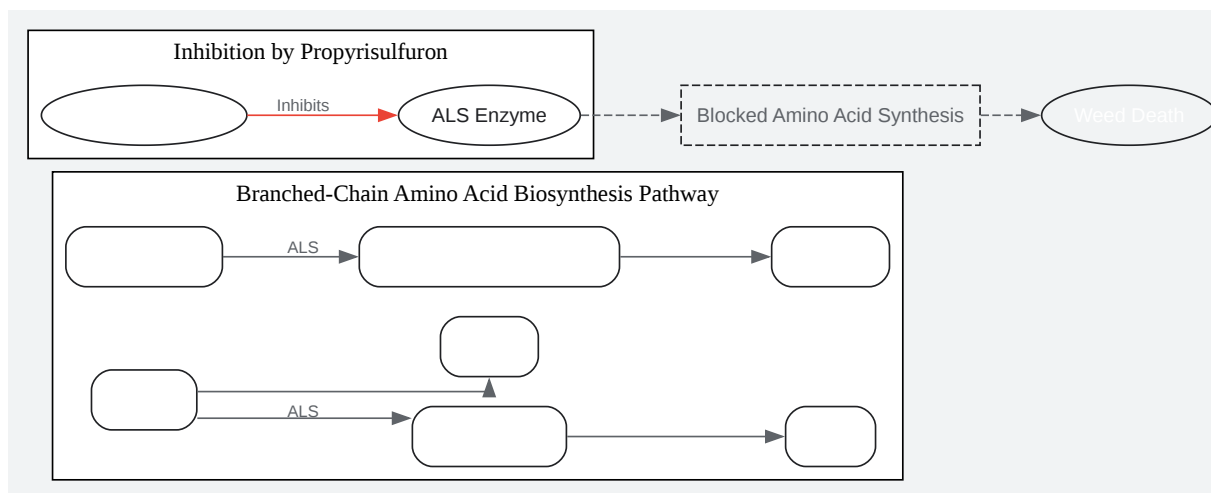 Inhibition by Propyrisulfuron
Inhibits
ALS Enzyme
Blocked Amino Acid Synthesis
Weed Death
Branched-Chain Amino Acid Biosynthesis Pathway
ALS
ALS